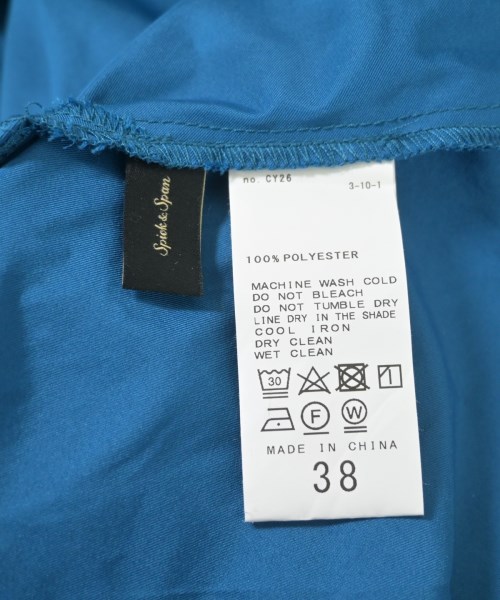 Spick & Span
no. CY26
3-10-1
100% POLYESTER
MACHINE WASH COLD
DO NOT BLEACH
DO NOT TUMBLE DRY
LINE DRY IN THE SHADE
COOL IRON
DRY CLEAN
WET CLEAN
30
F W
MADE IN CHINA
38